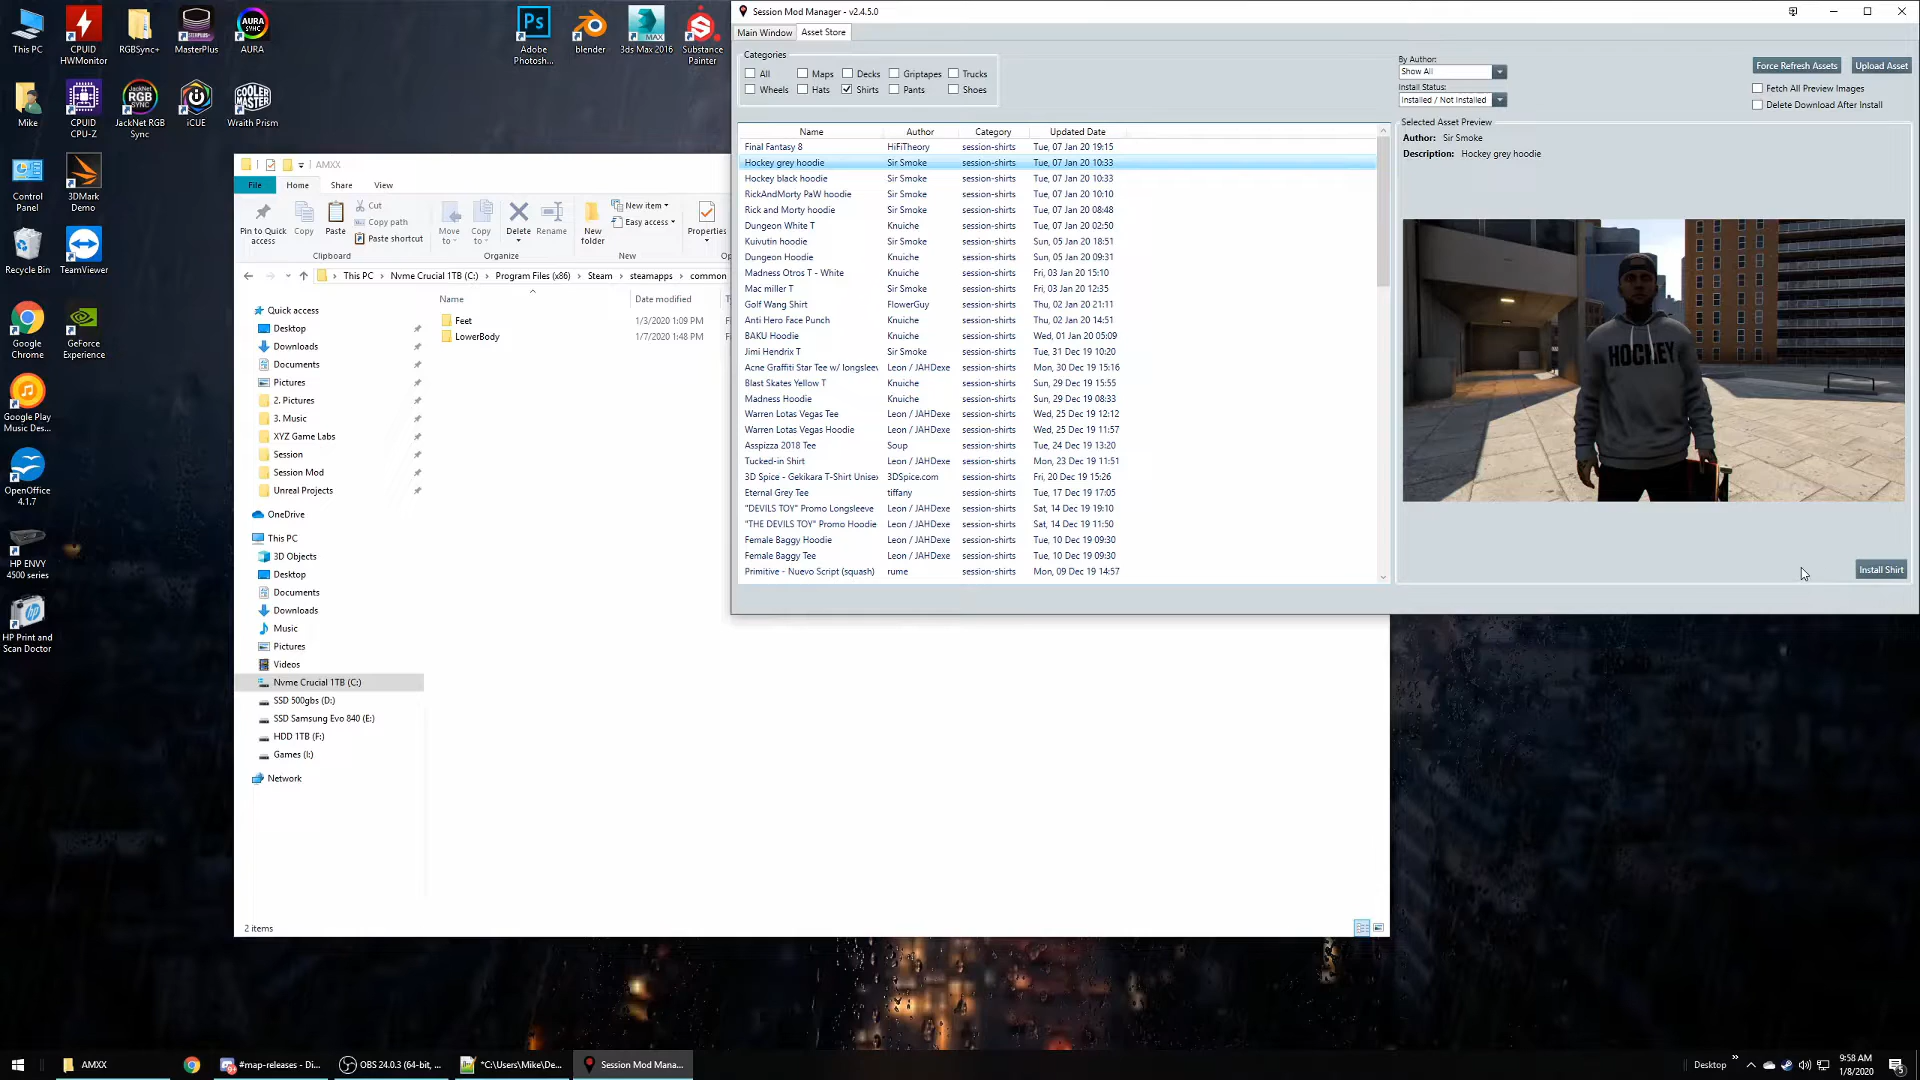 This PC
CPUID
HWMonitor
RGBSync+
MasterPlus
AURA
Adobe
Photosh...
blender
3ds Max 2016
Substance
Painter
Mike
CPUID
CPU-Z
JackNet RGB
Sync
iCUE
Wraith Prism
Control
Panel
3DMark
Demo
Recycle Bin
TeamViewer
Google
Chrome
GeForce
Experience
Google Play
Music Des...
OpenOffice
4.1.7
HP ENVY
4500 series
HP Print and
Scan Doctor
AMXX
File Home Share View
Pin to Quick
access
Copy
Paste
Cut
Copy path
Paste shortcut
Clipboard
Move
to
Copy
to
Delete
Rename
Organize
New
folder
New item
Easy access
New
Properties
Op
This PC > Nvme Crucial 1TB (C:) > Program Files (x86) > Steam > steamapps > common
Name Date modified
Feet 1/3/2020 1:09 PM
LowerBody 1/7/2020 1:48 PM
Quick access
Desktop
Downloads
Documents
Pictures
2. Pictures
3. Music
XYZ Game Labs
Session
Session Mod
Unreal Projects
OneDrive
This PC
3D Objects
Desktop
Documents
Downloads
Music
Pictures
Videos
Nvme Crucial 1TB (C:)
SSD 500gbs (D:)
SSD Samsung Evo 840 (E:)
HDD 1TB (F:)
Games (I:)
Network
2 items
Session Mod Manager - v2.4.5.0
Main Window Asset Store
Categories
All Maps Decks Griptapes Trucks
Wheels Hats Shirts Pants Shoes
By Author:
Show All
Install Status:
Installed / Not Installed
Force Refresh Assets Upload Asset
Fetch All Preview Images
Delete Download After Install
Name Author Category Updated Date
Final Fantasy 8 HiFiTheory session-shirts Tue, 07 Jan 20 19:15
Hockey grey hoodie Sir Smoke session-shirts Tue, 07 Jan 20 10:33
Hockey black hoodie Sir Smoke session-shirts Tue, 07 Jan 20 10:33
RickAndMorty PaW hoodie Sir Smoke session-shirts Tue, 07 Jan 20 10:10
Rick and Morty hoodie Sir Smoke session-shirts Tue, 07 Jan 20 08:48
Dungeon White T Knuiche session-shirts Tue, 07 Jan 20 02:50
Kuivutin hoodie Sir Smoke session-shirts Sun, 05 Jan 20 18:51
Dungeon Hoodie Knuiche session-shirts Sun, 05 Jan 20 09:31
Madness Otros T - White Knuiche session-shirts Fri, 03 Jan 20 15:10
Mac miller T Sir Smoke session-shirts Fri, 03 Jan 20 12:35
Golf Wang Shirt FlowerGuy session-shirts Thu, 02 Jan 20 21:11
Anti Hero Face Punch Knuiche session-shirts Thu, 02 Jan 20 14:51
BAKU Hoodie Knuiche session-shirts Wed, 01 Jan 20 05:09
Jimi Hendrix T Sir Smoke session-shirts Tue, 31 Dec 19 10:20
Acne Graffiti Star Tee w/ longsleev Leon / JAHDexe session-shirts Mon, 30 Dec 19 15:16
Blast Skates Yellow T Knuiche session-shirts Sun, 29 Dec 19 15:55
Madness Hoodie Knuiche session-shirts Sun, 29 Dec 19 08:33
Warren Lotas Vegas Tee Leon / JAHDexe session-shirts Wed, 25 Dec 19 12:12
Warren Lotas Vegas Hoodie Leon / JAHDexe session-shirts Wed, 25 Dec 19 11:57
Asspizza 2018 Tee Soup session-shirts Tue, 24 Dec 19 13:20
Tucked-in Shirt Leon / JAHDexe session-shirts Mon, 23 Dec 19 11:51
3D Spice - Gekikara T-Shirt Unisex 3DSpice.com session-shirts Fri, 20 Dec 19 15:26
Eternal Grey Tee tiffany session-shirts Tue, 17 Dec 19 17:05
"DEVILS TOY" Promo Longsleeve Leon / JAHDexe session-shirts Sat, 14 Dec 19 19:10
"THE DEVILS TOY" Promo Hoodie Leon / JAHDexe session-shirts Sat, 14 Dec 19 11:50
Female Baggy Hoodie Leon / JAHDexe session-shirts Tue, 10 Dec 19 09:30
Female Baggy Tee Leon / JAHDexe session-shirts Tue, 10 Dec 19 09:30
Primitive - Nuevo Script (squash) rume session-shirts Mon, 09 Dec 19 14:57
Selected Asset Preview
Author: Sir Smoke
Description: Hockey grey hoodie
HOCKEY
Install Shirt
AMXX
#map-releases - Di...
OBS 24.0.3 (64-bit, ...
*C:\Users\Mike\De...
Session Mod Mana...
Desktop
9:58 AM
1/8/2020
5